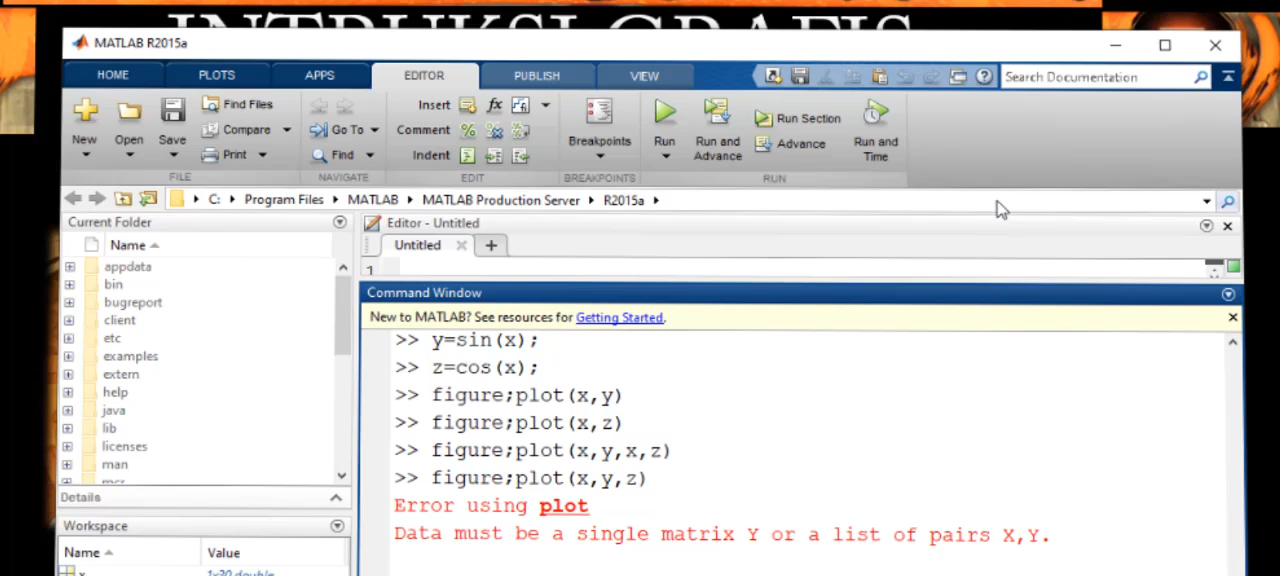 INTRUKSI GRAFIS
MATLAB R2015a
HOME PLOTS APPS EDITOR PUBLISH VIEW Search Documentation
New Open Save Find Files Compare Print Go To Find Insert fx Comment Indent Breakpoints Run Run and Advance Run Section Advance Run and Time
FILE NAVIGATE EDIT BREAKPOINTS RUN
C: Program Files MATLAB MATLAB Production Server R2015a
Current Folder
Name
appdata
bin
bugreport
client
etc
examples
extern
help
java
lib
licenses
man
mcr
Details
Workspace
Name Value
x 1x30 double
Editor - Untitled
Untitled
1
Command Window
New to MATLAB? See resources for Getting Started.
>> y=sin(x);
>> z=cos(x);
>> figure;plot(x,y)
>> figure;plot(x,z)
>> figure;plot(x,y,x,z)
>> figure;plot(x,y,z)
Error using plot
Data must be a single matrix Y or a list of pairs X,Y.